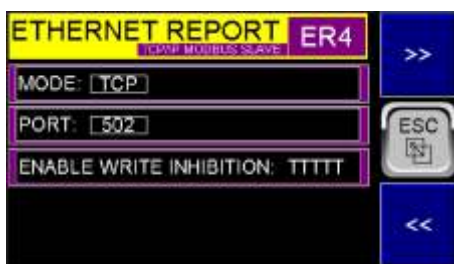 ETHERNET REPORT ER4
TCP/IP MODBUS SLAVE
>>
MODE: TCP
PORT: 502
ESC
ENABLE WRITE INHIBITION: TTTTT
<<